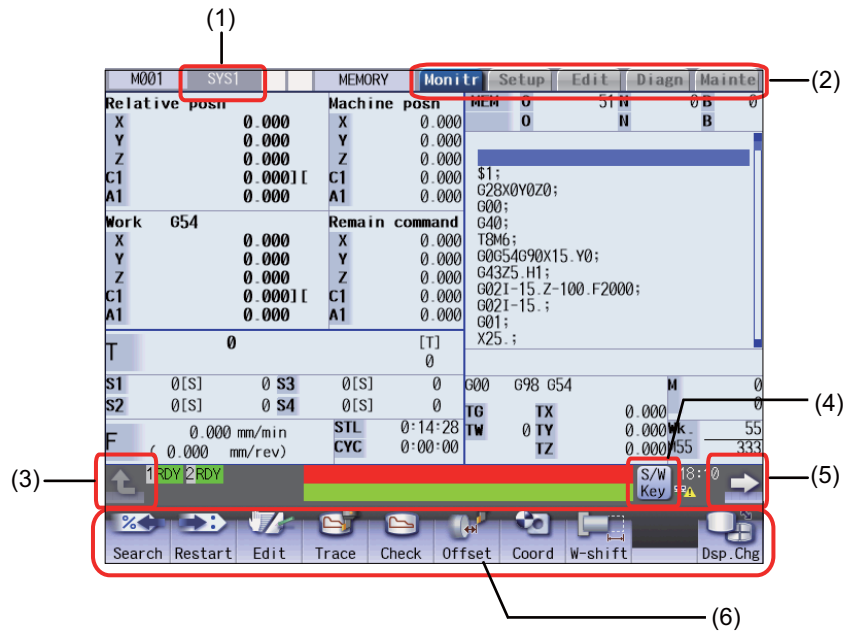 (1)
M001 SYS1 MEMORY Monitr Setup Edit Diagn Mainte (2)
Relative posn Machine posn MEM O 51 N 0 B 0
X 0.000 X 0.000 O N B
Y 0.000 Y 0.000
Z 0.000 Z 0.000
C1 0.000][ C1 0.000 $1;
A1 0.000 A1 0.000 G28X0Y0Z0;
G00;
Work G54 Remain command G40;
X 0.000 X 0.000 T8M6;
Y 0.000 Y 0.000 G0G54G90X15.Y0;
Z 0.000 Z 0.000 G43Z5.H1;
C1 0.000][ C1 0.000 G02I-15.Z-100.F2000;
A1 0.000 A1 0.000 G02I-15.;
G01;
X25.;
T 0 [T]
0
S1 0[S] 0 S3 0[S] 0 G00 G98 G54 M 0
S2 0[S] 0 S4 0[S] 0 0 (4)
TG TX 0.000
F 0.000 mm/min STL 0:14:28 TW 0 TY 0.000 Wk. 55
( 0.000 mm/rev) CYC 0:00:00 TZ 0.000 M55 333
(3) 1RDY 2RDY S/W Key 18:10 (5)
Search Restart Edit Trace Check Offset Coord W-shift Dsp.Chg
(6)